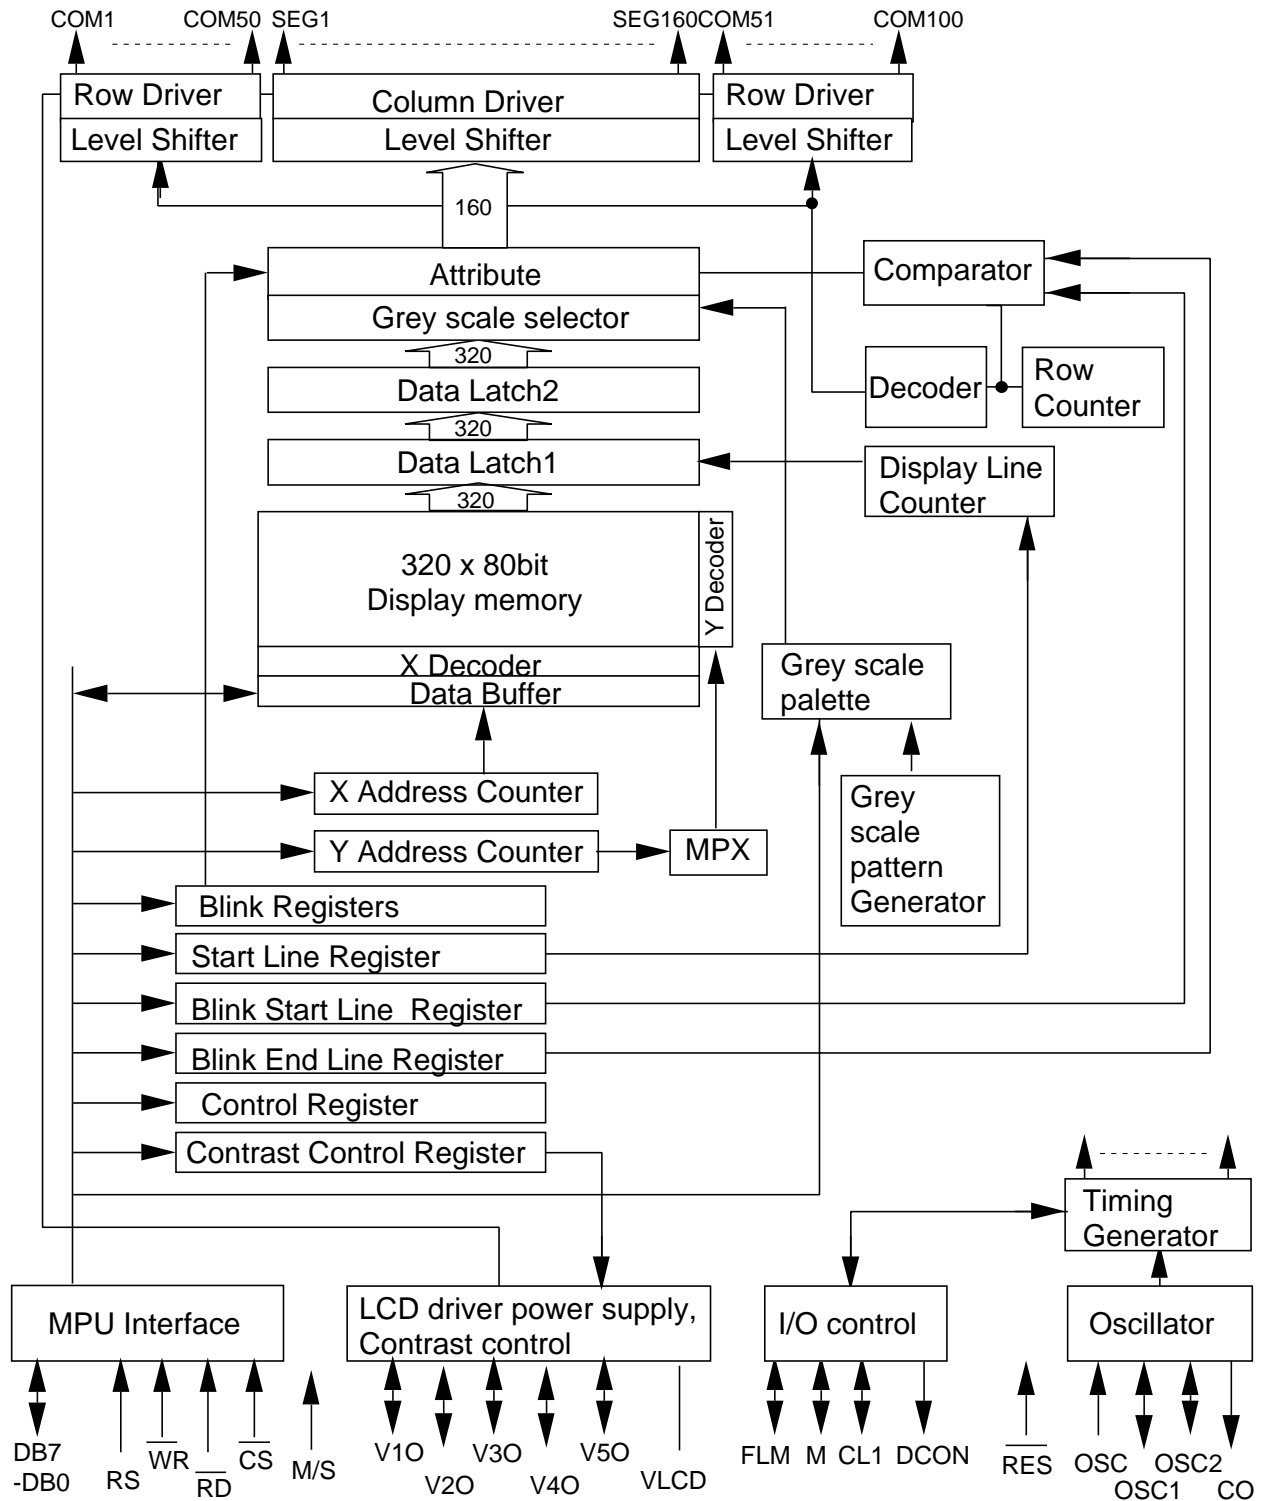 COM1 COM50 SEG1 SEG160COM51 COM100
Row Driver
Column Driver
Row Driver
Level Shifter
Level Shifter
Level Shifter
160
Attribute
Comparator
Grey scale selector
320
Data Latch2
Decoder
Row
Counter
320
Data Latch1
Display Line
Counter
320
320 x 80bit
Display memory
Y Decoder
X Decoder
Data Buffer
Grey scale
palette
X Address Counter
Grey
scale
pattern
Generator
Y Address Counter
MPX
Blink Registers
Start Line Register
Blink Start Line Register
Blink End Line Register
Control Register
Contrast Control Register
Timing
Generator
MPU Interface
LCD driver power supply,
Contrast control
I/O control
Oscillator
DB7
-DB0
RS
WR
RD
CS
M/S
V1O
V2O
V3O
V4O
V5O
VLCD
FLM
M
CL1
DCON
RES
OSC
OSC1
OSC2
CO